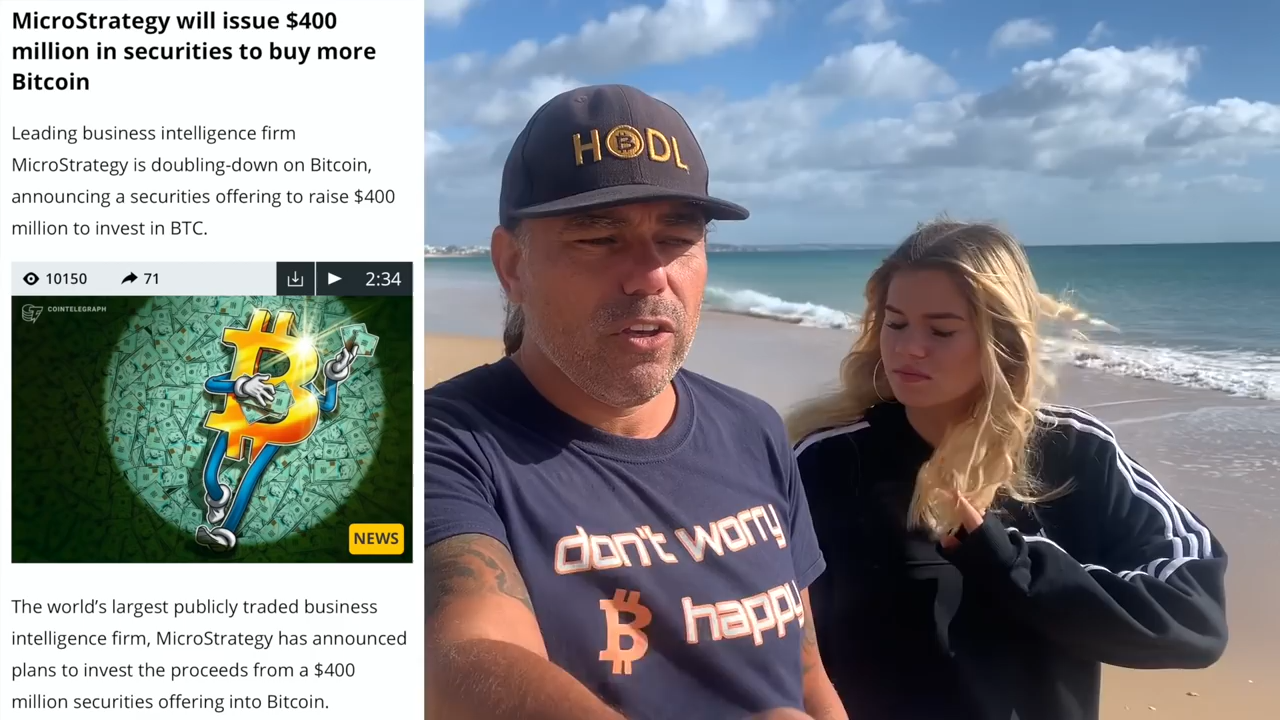 MicroStrategy will issue $400
million in securities to buy more
Bitcoin
Leading business intelligence firm
MicroStrategy is doubling-down on Bitcoin,
announcing a securities offering to raise $400
million to invest in BTC.
10150 71 2:34
COINTELEGRAPH
NEWS
The world’s largest publicly traded business
intelligence firm, MicroStrategy has announced
plans to invest the proceeds from a $400
million securities offering into Bitcoin.
HODL
don't worry
happy